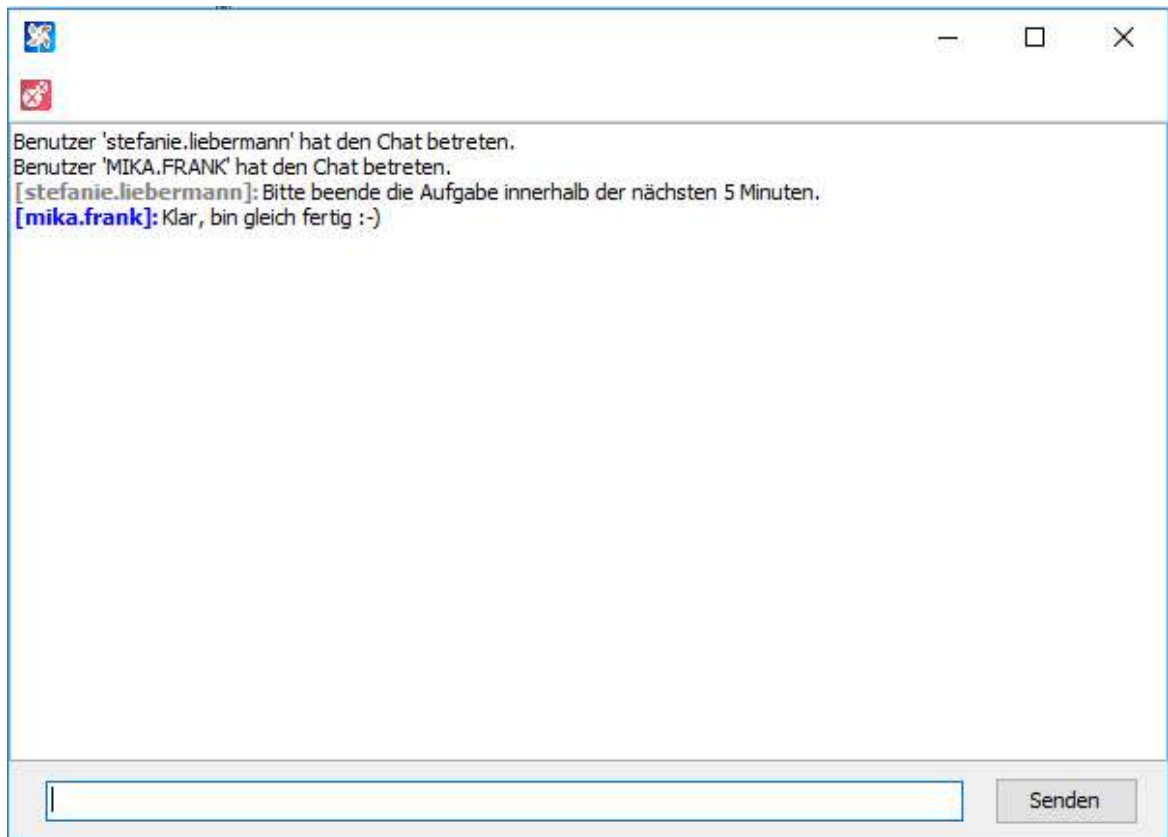 Benutzer 'stefanie.liebermann' hat den Chat betreten.
Benutzer 'MIKA.FRANK' hat den Chat betreten.
[stefanie.liebermann]: Bitte beende die Aufgabe innerhalb der nächsten 5 Minuten.
[mika.frank]: Klar, bin gleich fertig :-)
Senden